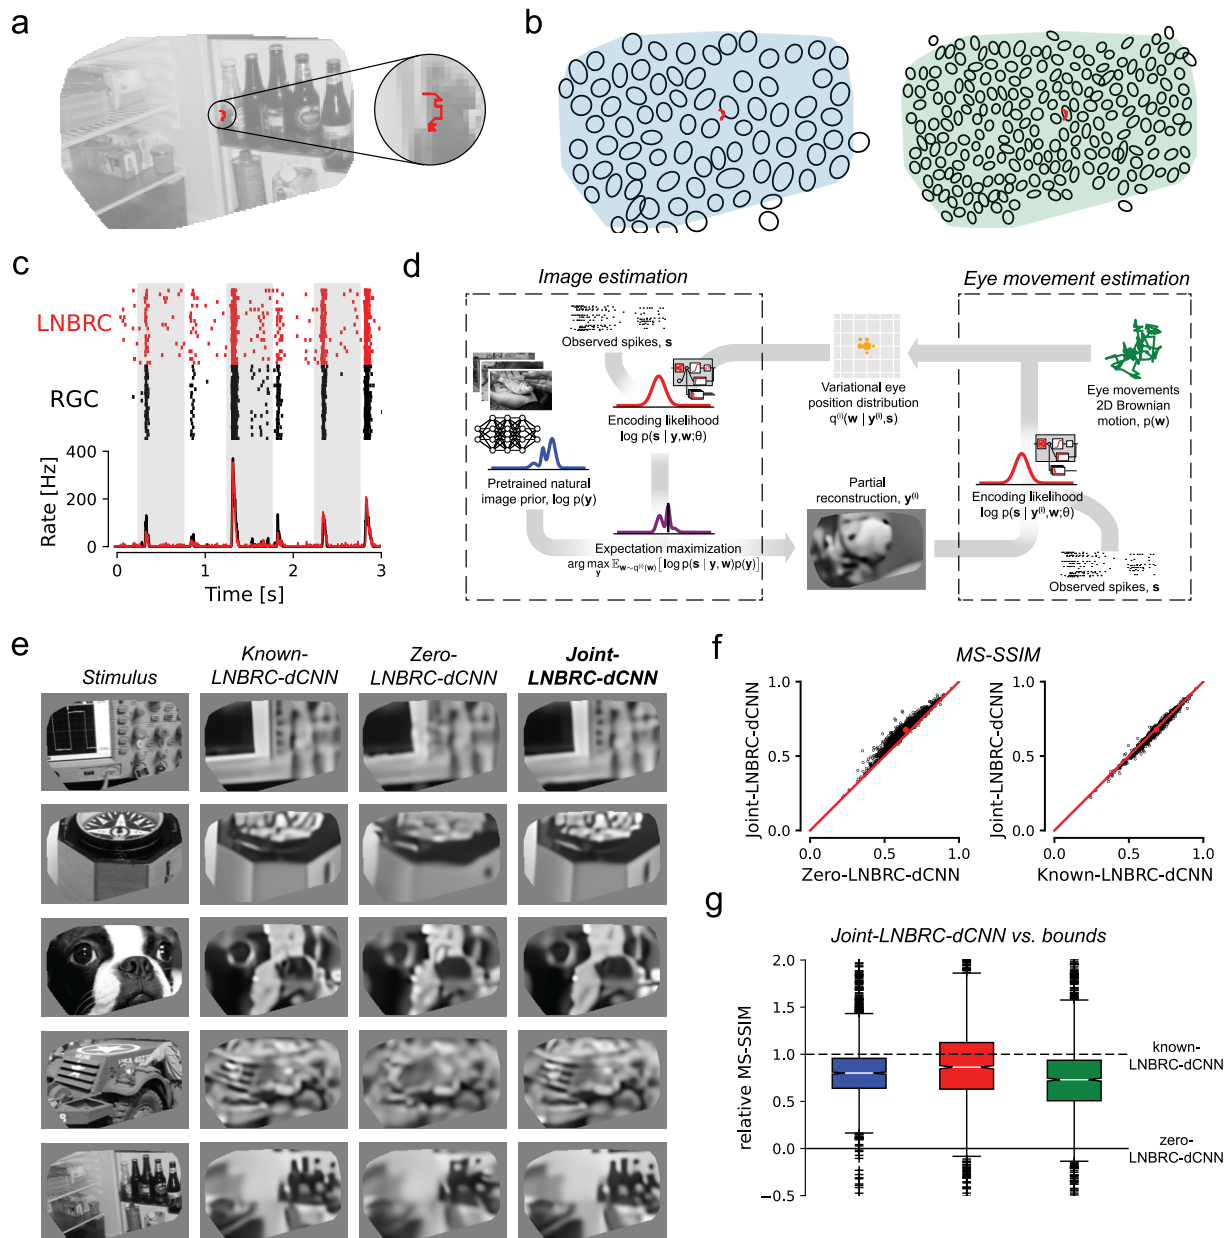 a
b
c
LNBRC
RGC
Rate [Hz]
400
200
0
0
1
2
3
Time [s]
d
Image estimation
Eye movement estimation
Observed spikes, s
Encoding likelihood
log p(s | y,w;θ)
Pretrained natural
image prior, log p(y)
Expectation maximization
arg max 𝔼w∼q⁽ⁱ⁾(w) [log p(s | y, w)p(y)]
y
Variational eye
position distribution
q⁽ⁱ⁾(w | y⁽ⁱ⁾,s)
Partial
reconstruction, y⁽ⁱ⁾
Eye movements
2D Brownian
motion, p(w)
Encoding likelihood
log p(s | y⁽ⁱ⁾,w;θ)
Observed spikes, s
e
Stimulus
Known-
LNBRC-dCNN
Zero-
LNBRC-dCNN
Joint-
LNBRC-dCNN
f
MS-SSIM
Joint-LNBRC-dCNN
1.0
0.5
0.0
0.0
0.5
1.0
Zero-LNBRC-dCNN
Joint-LNBRC-dCNN
1.0
0.5
0.0
0.0
0.5
1.0
Known-LNBRC-dCNN
g
Joint-LNBRC-dCNN vs. bounds
relative MS-SSIM
2.0
1.5
1.0
0.5
0.0
−0.5
known-
LNBRC-dCNN
zero-
LNBRC-dCNN